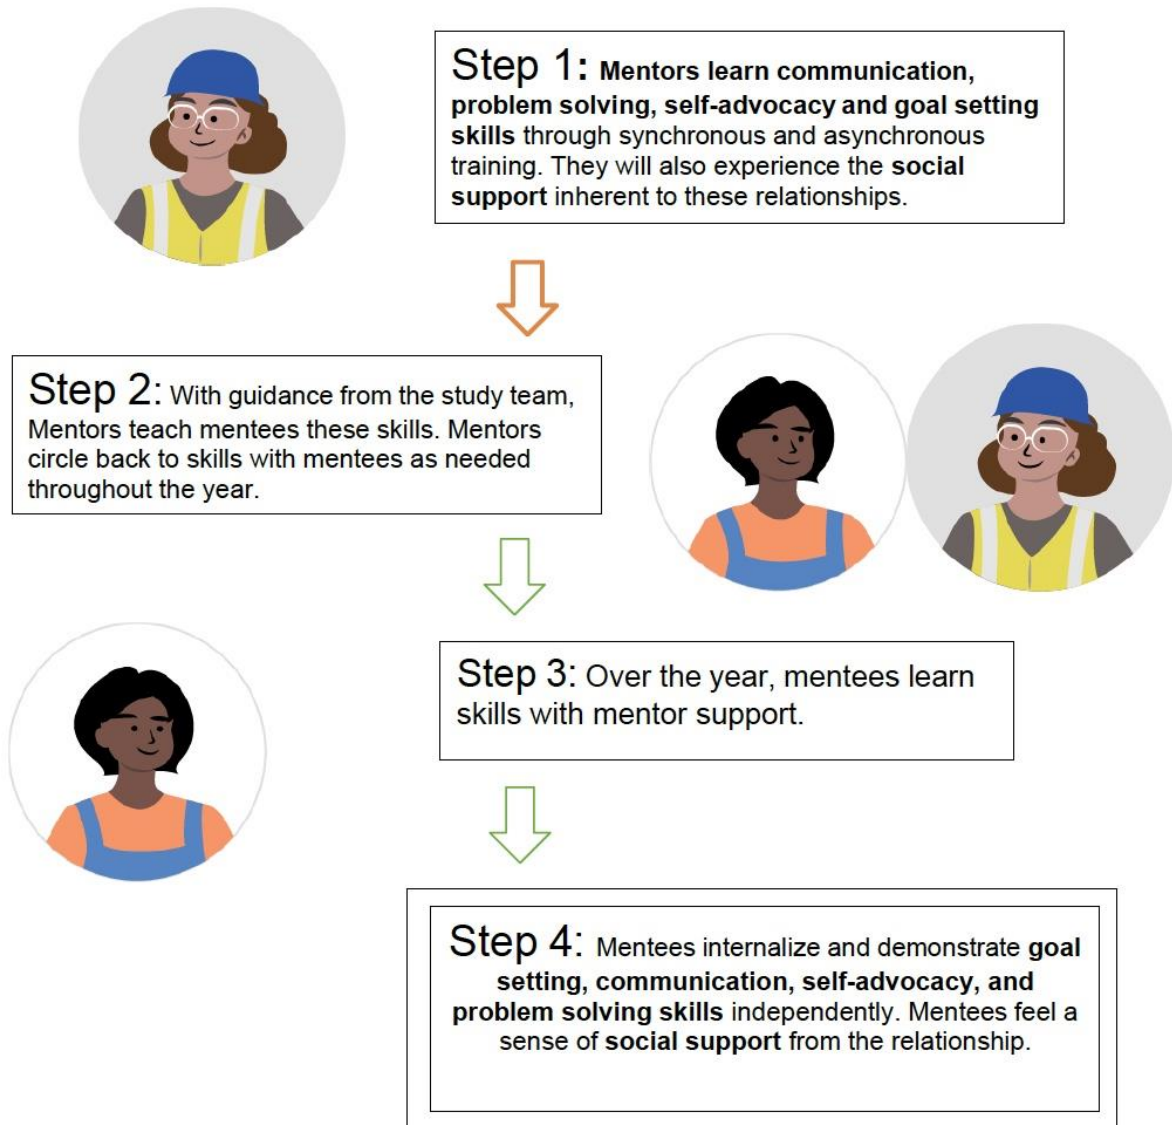 Step 1: Mentors learn communication,
problem solving, self-advocacy and goal setting
skills through synchronous and asynchronous
training. They will also experience the social
support inherent to these relationships.
Step 2: With guidance from the study team,
Mentors teach mentees these skills. Mentors
circle back to skills with mentees as needed
throughout the year.
Step 3: Over the year, mentees learn
skills with mentor support.
Step 4: Mentees internalize and demonstrate goal
setting, communication, self-advocacy, and
problem solving skills independently. Mentees feel a
sense of social support from the relationship.